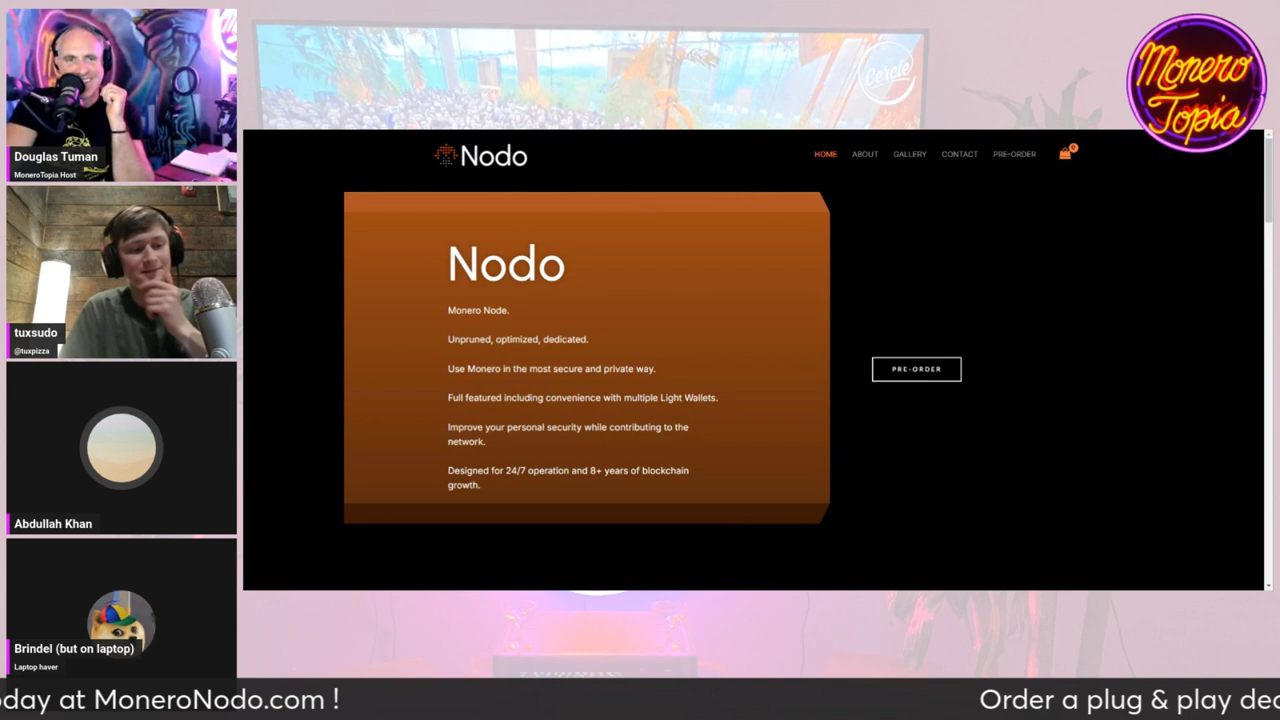 Douglas Tuman
MoneroTopia Host
tuxsudo
@tuxpizza
Abdullah Khan
Brindel (but on laptop)
Laptop haver
Cercle
Monero
Topia
Nodo
HOME
ABOUT
GALLERY
CONTACT
PRE-ORDER
0
Nodo
Monero Node.
Unpruned, optimized, dedicated.
Use Monero in the most secure and private way.
Full featured including convenience with multiple Light Wallets.
Improve your personal security while contributing to the
network.
Designed for 24/7 operation and 8+ years of blockchain
growth.
PRE-ORDER
oday at MoneroNodo.com !
Order a plug & play dec